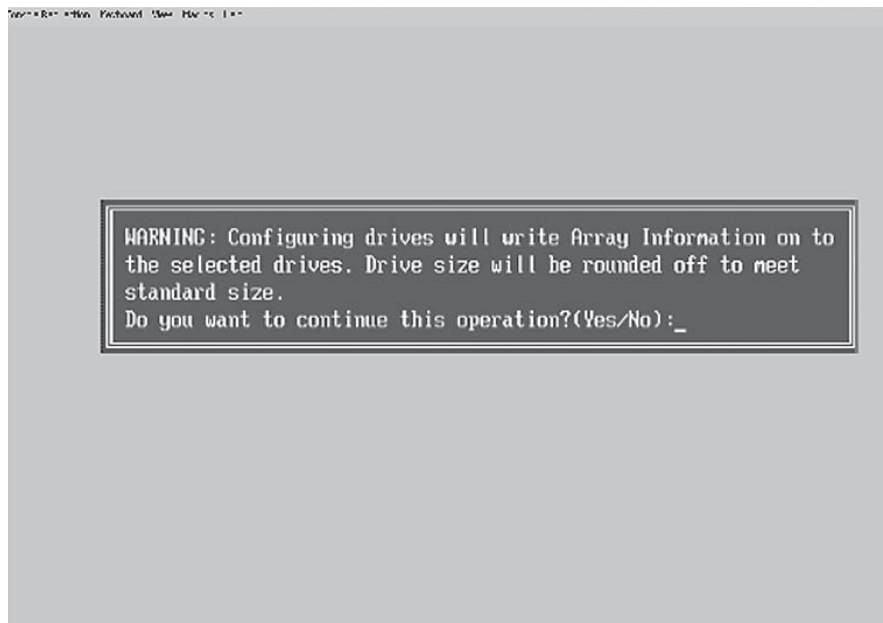 Keyboard
WARNING: Configuring drives will write Array Information on to
the selected drives. Drive size will be rounded off to meet
standard size.
Do you want to continue this operation?(Yes/No):_